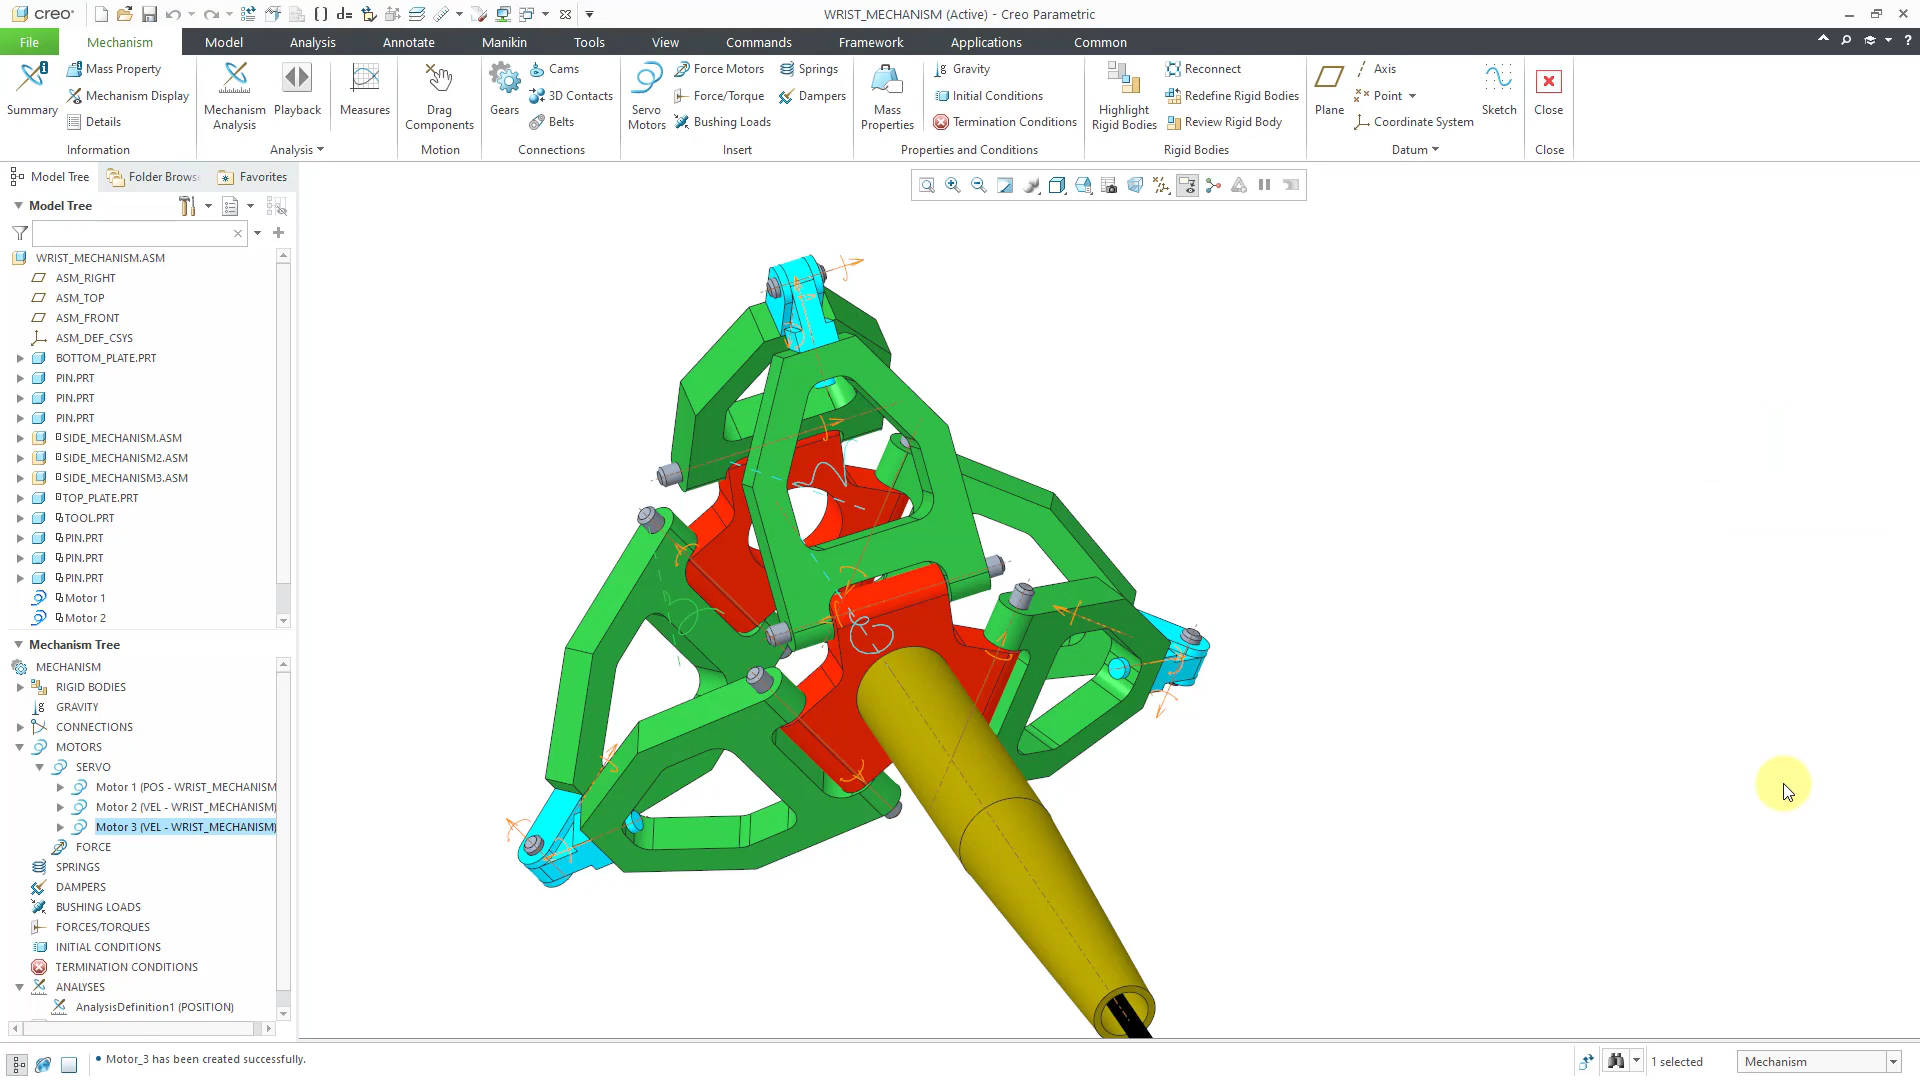 creo
WRIST_MECHANISM (Active) - Creo Parametric
File
Mechanism
Model
Analysis
Annotate
Manikin
Tools
View
Commands
Framework
Applications
Common
Summary
Mass Property
Mechanism Display
Details
Information
Mechanism
Analysis
Playback
Measures
Analysis
Drag
Components
Motion
Gears
Cams
3D Contacts
Belts
Connections
Servo
Motors
Force Motors
Force/Torque
Bushing Loads
Springs
Dampers
Insert
Mass
Properties
Gravity
Initial Conditions
Termination Conditions
Properties and Conditions
Highlight
Rigid Bodies
Reconnect
Redefine Rigid Bodies
Review Rigid Body
Rigid Bodies
Plane
Axis
Point
Coordinate System
Sketch
Datum
Close
Close
Model Tree
Folder Brows
Favorites
Model Tree
WRIST_MECHANISM.ASM
ASM_RIGHT
ASM_TOP
ASM_FRONT
ASM_DEF_CSYS
BOTTOM_PLATE.PRT
PIN.PRT
PIN.PRT
PIN.PRT
SIDE_MECHANISM.ASM
SIDE_MECHANISM2.ASM
SIDE_MECHANISM3.ASM
TOP_PLATE.PRT
TOOL.PRT
PIN.PRT
PIN.PRT
PIN.PRT
Motor 1
Motor 2
Mechanism Tree
MECHANISM
RIGID BODIES
GRAVITY
CONNECTIONS
MOTORS
SERVO
Motor 1 (POS - WRIST_MECHANISM
Motor 2 (VEL - WRIST_MECHANISM)
Motor 3 (VEL - WRIST_MECHANISM)
FORCE
SPRINGS
DAMPERS
BUSHING LOADS
FORCES/TORQUES
INITIAL CONDITIONS
TERMINATION CONDITIONS
ANALYSES
AnalysisDefinition1 (POSITION)
• Motor_3 has been created successfully.
1 selected
Mechanism